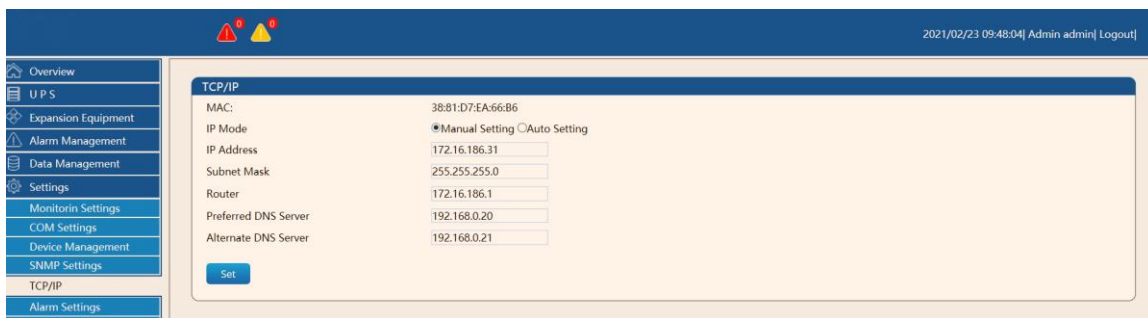 0 0
2021/02/23 09:48:04| Admin admin| Logout|
Overview
UPS
Expansion Equipment
Alarm Management
Data Management
Settings
Monitorin Settings
COM Settings
Device Management
SNMP Settings
TCP/IP
Alarm Settings
TCP/IP
MAC: 38:81:D7:EA:66:B6
IP Mode Manual Setting Auto Setting
IP Address 172.16.186.31
Subnet Mask 255.255.255.0
Router 172.16.186.1
Preferred DNS Server 192.168.0.20
Alternate DNS Server 192.168.0.21
Set